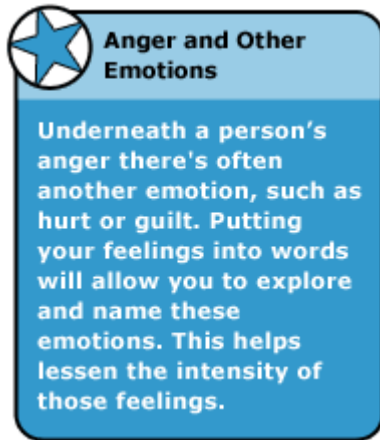 Anger and Other
Emotions
Underneath a person’s
anger there's often
another emotion, such as
hurt or guilt. Putting
your feelings into words
will allow you to explore
and name these
emotions. This helps
lessen the intensity of
those feelings.